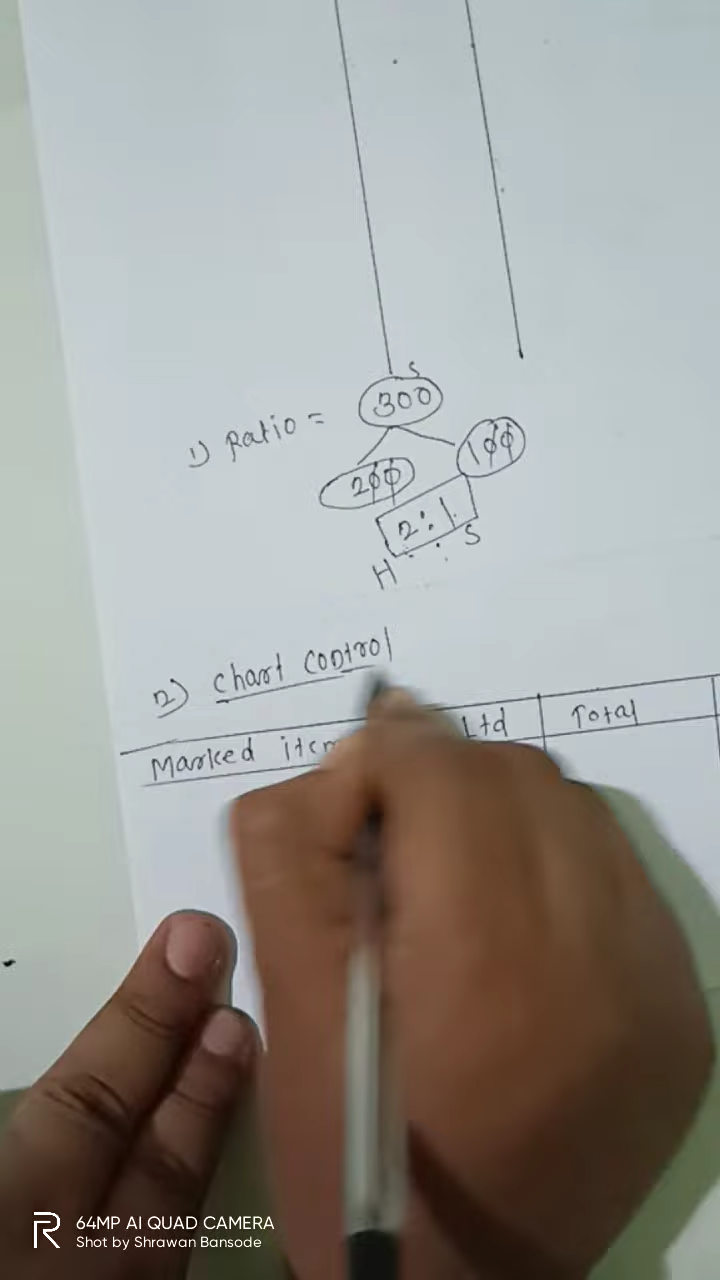 S
1) Ratio = 300
200 100
2:1
H : : S
2) chart control
Marked item Ltd Total
64MP AI QUAD CAMERA
Shot by Shrawan Bansode